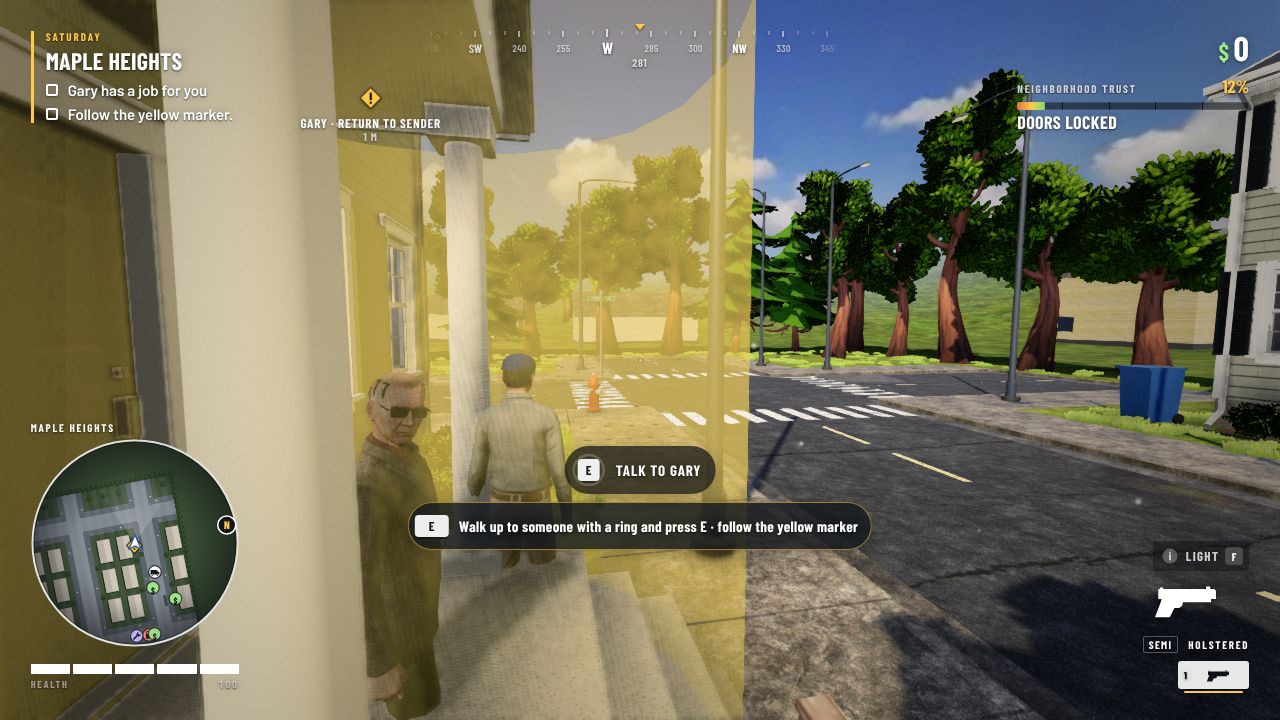 SATURDAY
MAPLE HEIGHTS
Gary has a job for you
Follow the yellow marker.
210 SW 240 255 W 285 300 NW 330 345
281
$0
NEIGHBORHOOD TRUST 12%
DOORS LOCKED
GARY · RETURN TO SENDER
1 M
E TALK TO GARY
E Walk up to someone with a ring and press E · follow the yellow marker
MAPLE HEIGHTS
N
HEALTH 100
LIGHT F
SEMI HOLSTERED
1